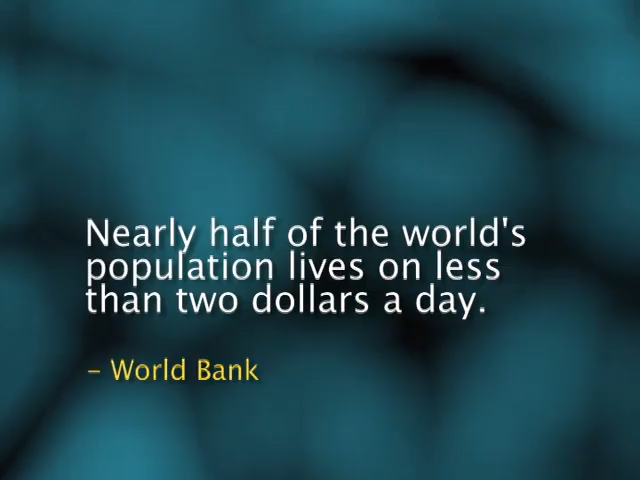 Nearly half of the world's
population lives on less
than two dollars a day.
– World Bank